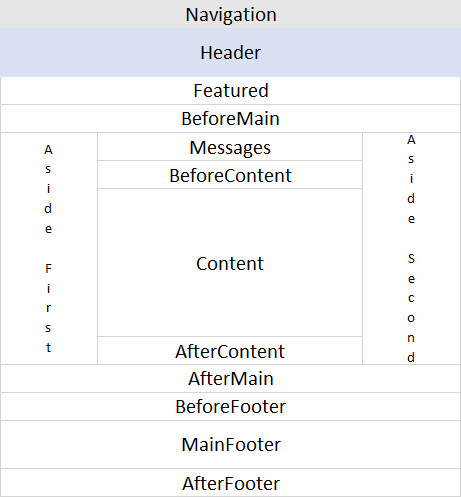 Navigation
Header
Featured
BeforeMain
Aside First
Messages
BeforeContent
Content
AfterContent
Aside Second
AfterMain
BeforeFooter
MainFooter
AfterFooter